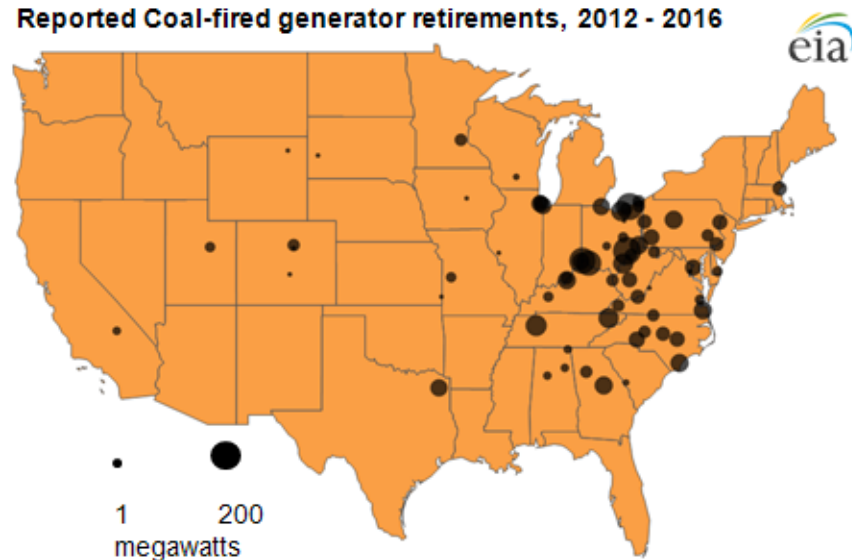 Reported Coal-fired generator retirements, 2012 - 2016
eia
1 200
megawatts